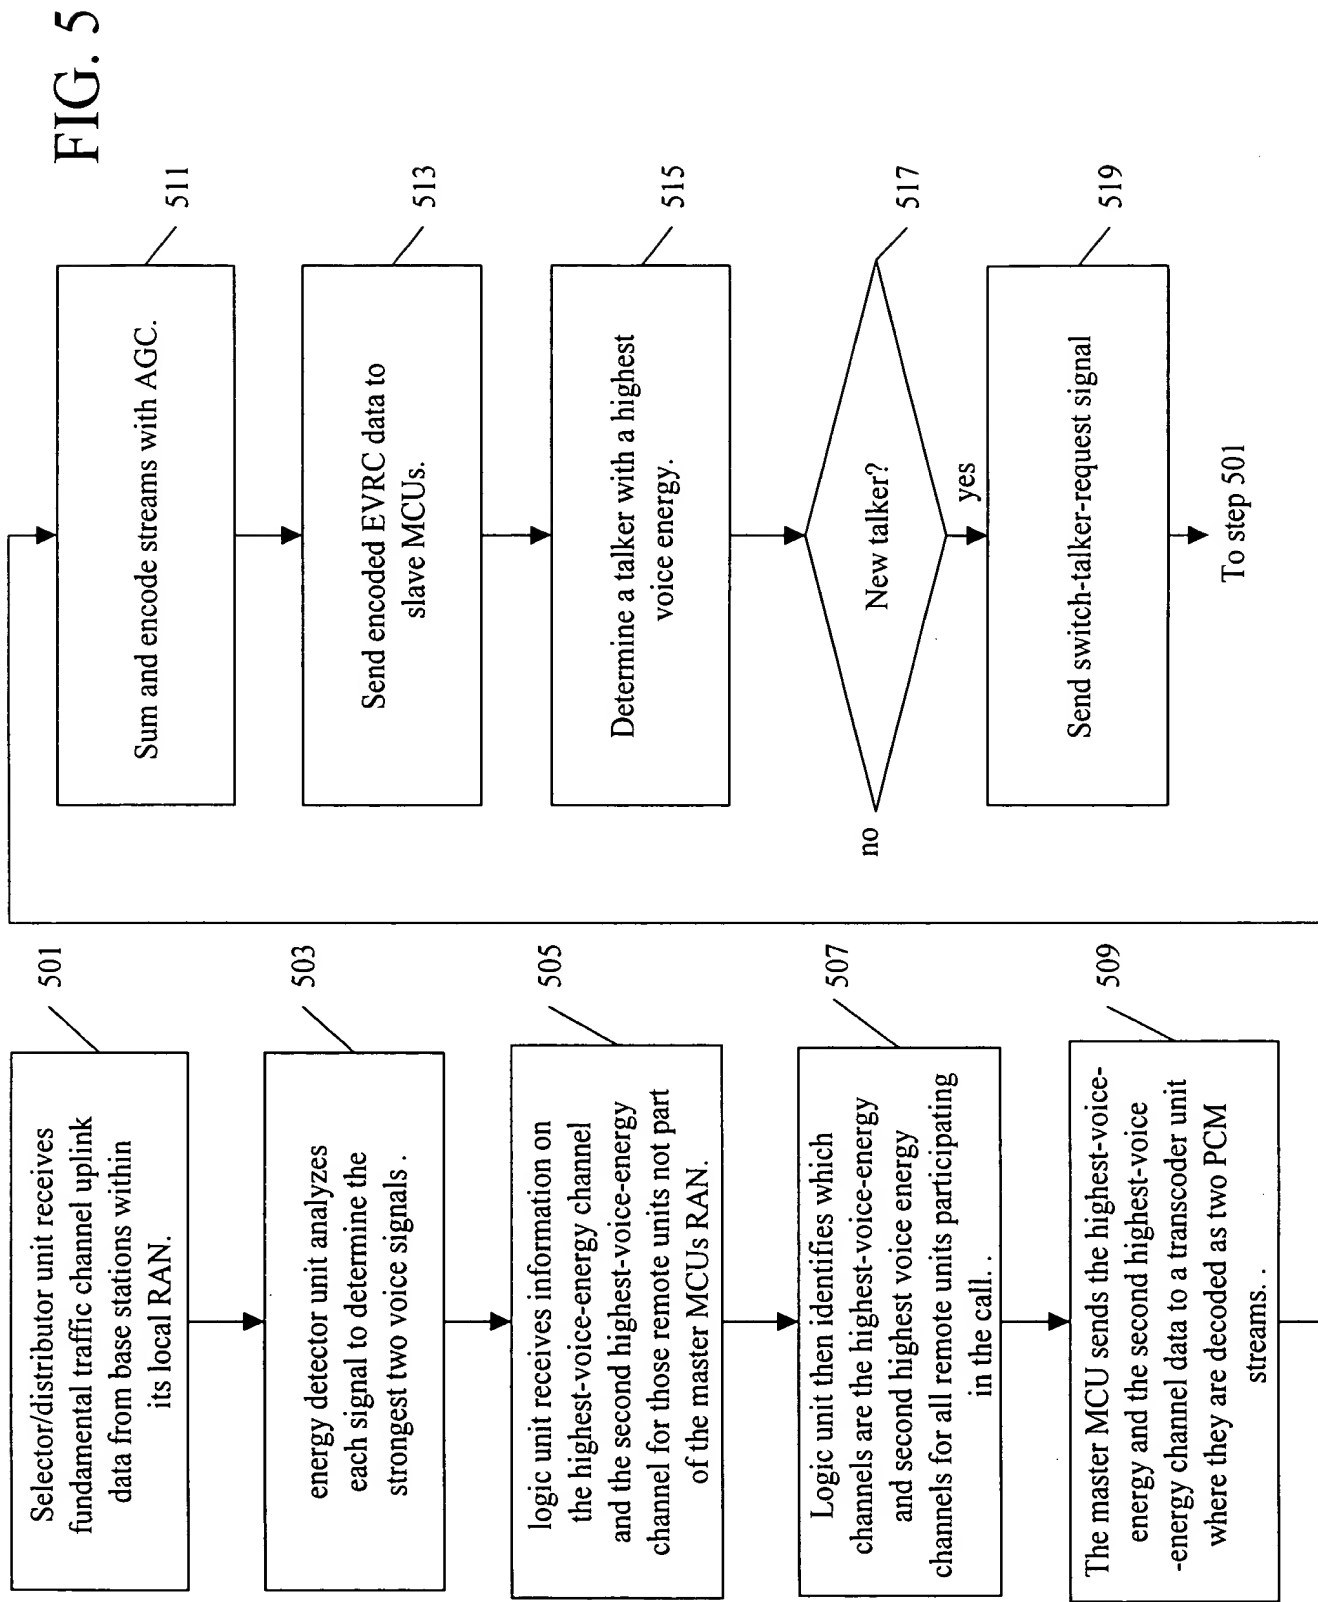 FIG. 5
501
Selector/distributor unit receives
fundamental traffic channel uplink
data from base stations within
its local RAN.
503
energy detector unit analyzes
each signal to determine the
strongest two voice signals .
505
logic unit receives information on
the highest-voice-energy channel
and the second highest-voice-energy
channel for those remote units not part
of the master MCUs RAN.
507
Logic unit then identifies which
channels are the highest-voice-energy
and second highest voice energy
channels for all remote units participating
in the call. .
509
The master MCU sends the highest-voice-
energy and the second highest-voice
-energy channel data to a transcoder unit
where they are decoded as two PCM
streams. .
511
Sum and encode streams with AGC.
513
Send encoded EVRC data to
slave MCUs.
515
Determine a talker with a highest
voice energy.
517
New talker?
no
yes
519
Send switch-talker-request signal
To step 501